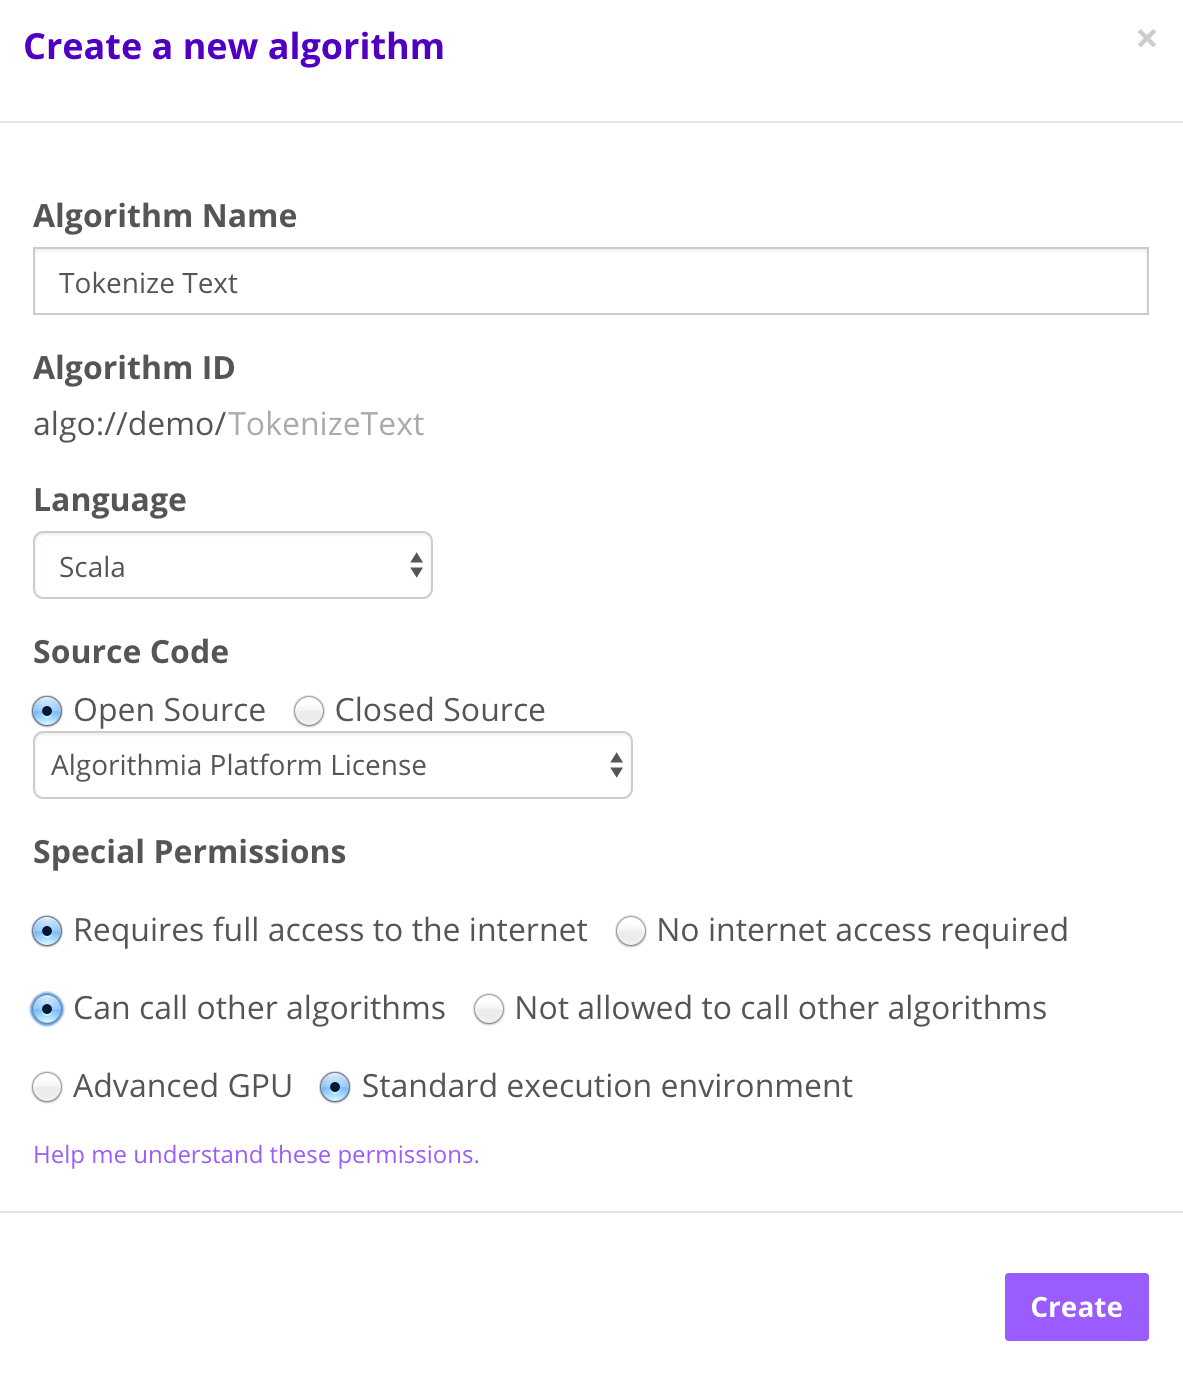 Create a new algorithm
×
Algorithm Name
Tokenize Text
Algorithm ID
algo://demo/TokenizeText
Language
Scala
Source Code
Open Source Closed Source
Algorithmia Platform License
Special Permissions
Requires full access to the internet No internet access required
Can call other algorithms Not allowed to call other algorithms
Advanced GPU Standard execution environment
Help me understand these permissions.
Create